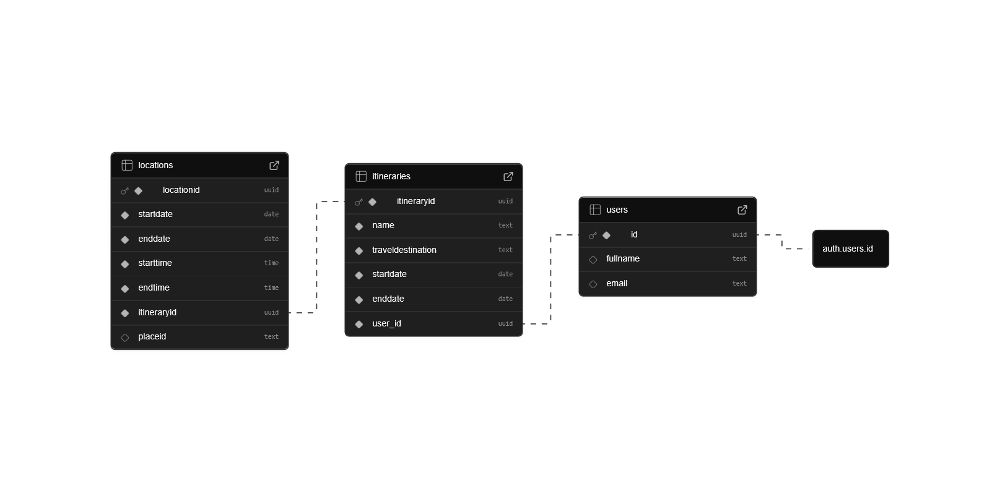 locations
locationid uuid
startdate date
enddate date
starttime time
endtime time
itineraryid uuid
placeid text
itineraries
itineraryid uuid
name text
traveldestination text
startdate date
enddate date
user_id uuid
users
id uuid
fullname text
email text
auth.users.id